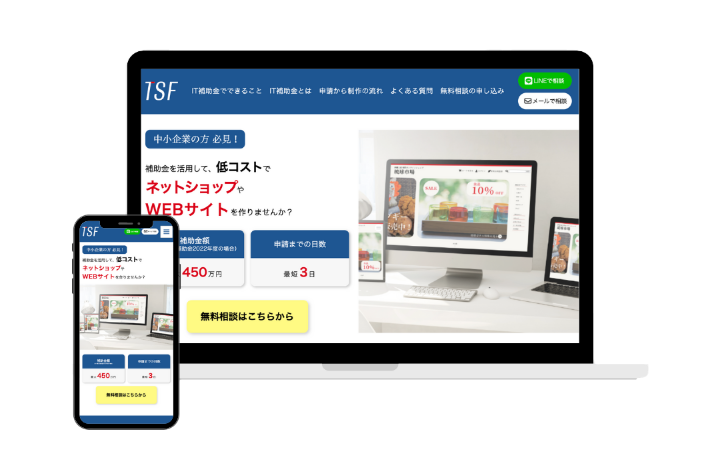 1SF
IT補助金でできること IT補助金とは 申請から制作の流れ よくある質問 無料相談の申し込み
LINEで相談
メールで相談
中小企業の方 必見！
補助金を活用して、低コストで
ネットショップや
WEBサイトを作りませんか？
補助金額
補助金2022年度の場合)
450万円
申請までの日数
最短3日
無料相談はこちらから
10%
1SF
中小企業の方 必見！
補助金を活用して、低コストで
ネットショップや
WEBサイトを作りませんか？
補助金額
450万円
申請までの日数
最短3日
無料相談はこちらから